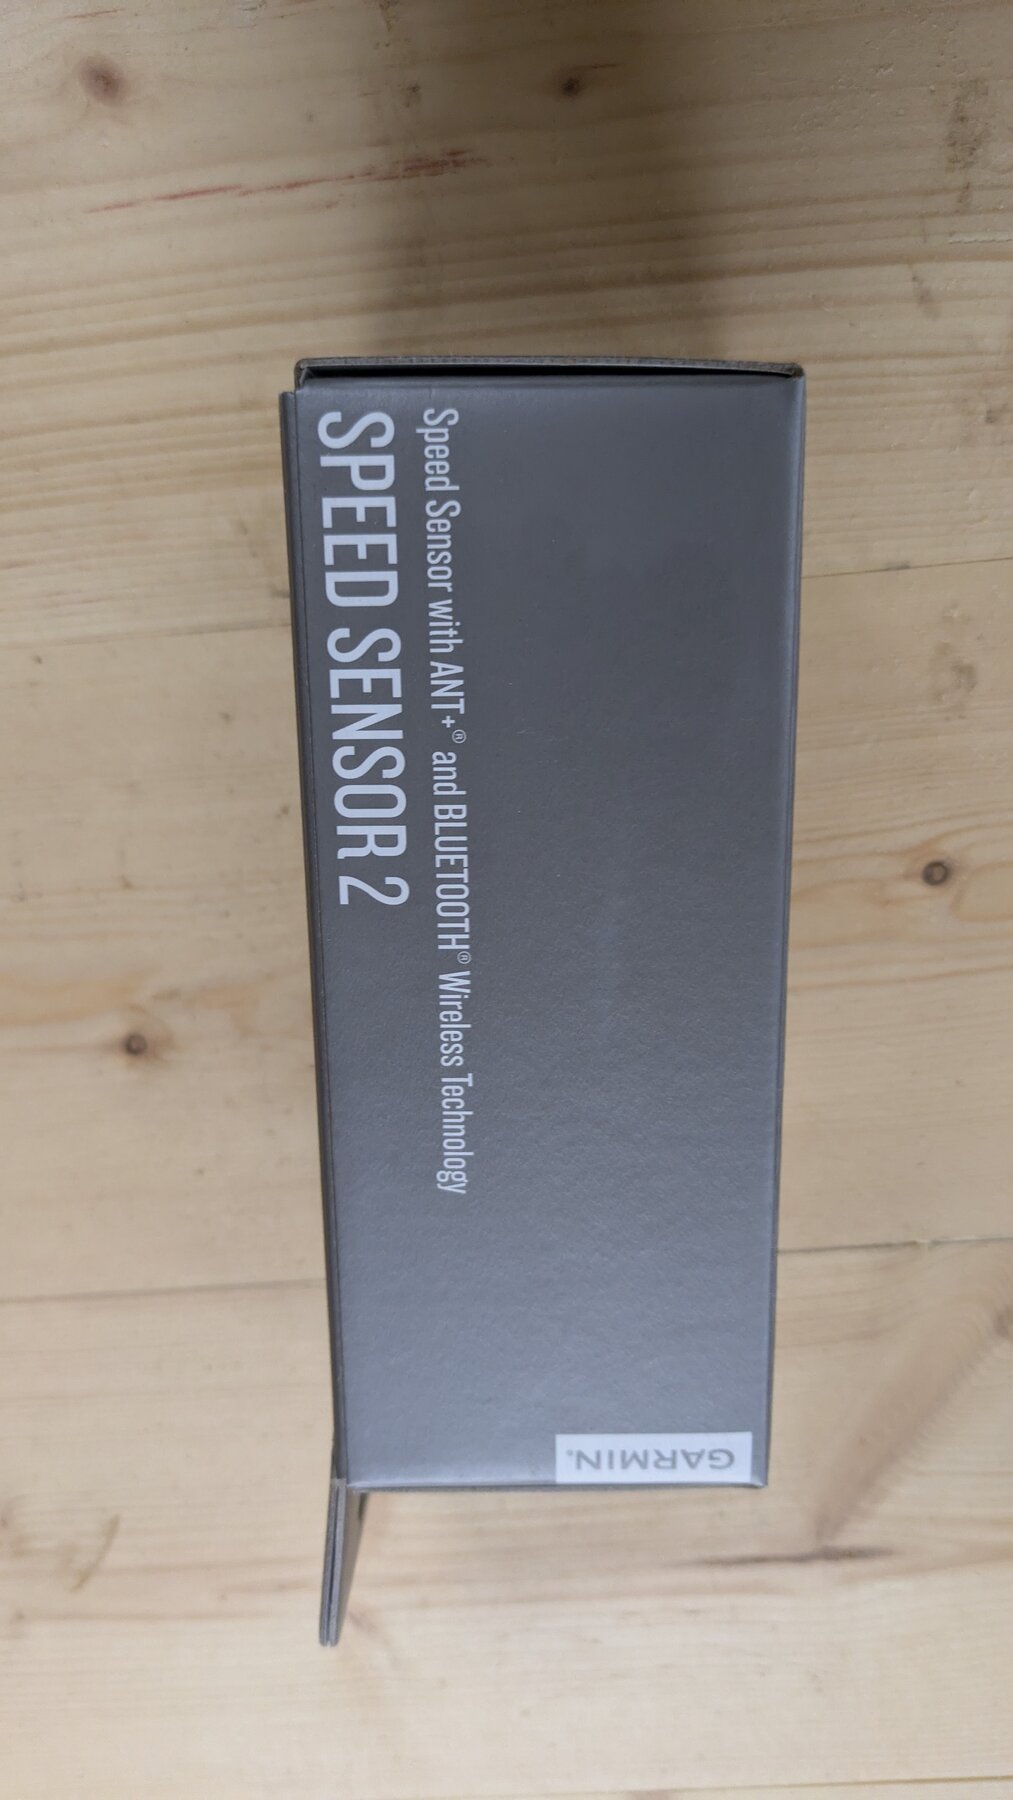 SPEED SENSOR 2
Speed Sensor with ANT+® and BLUETOOTH® Wireless Technology
GARMIN.